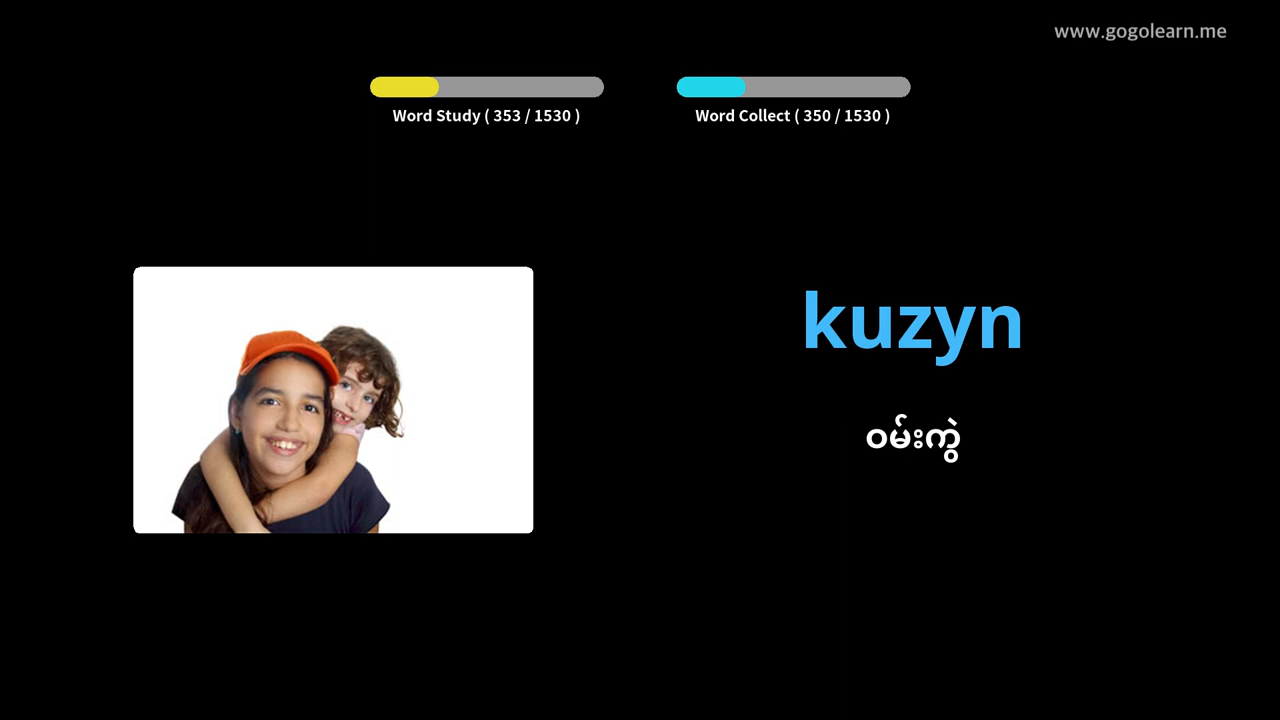 www.gogolearn.me
Word Study ( 353 / 1530 )
Word Collect ( 350 / 1530 )
kuzyn
ဝမ်းကွဲ